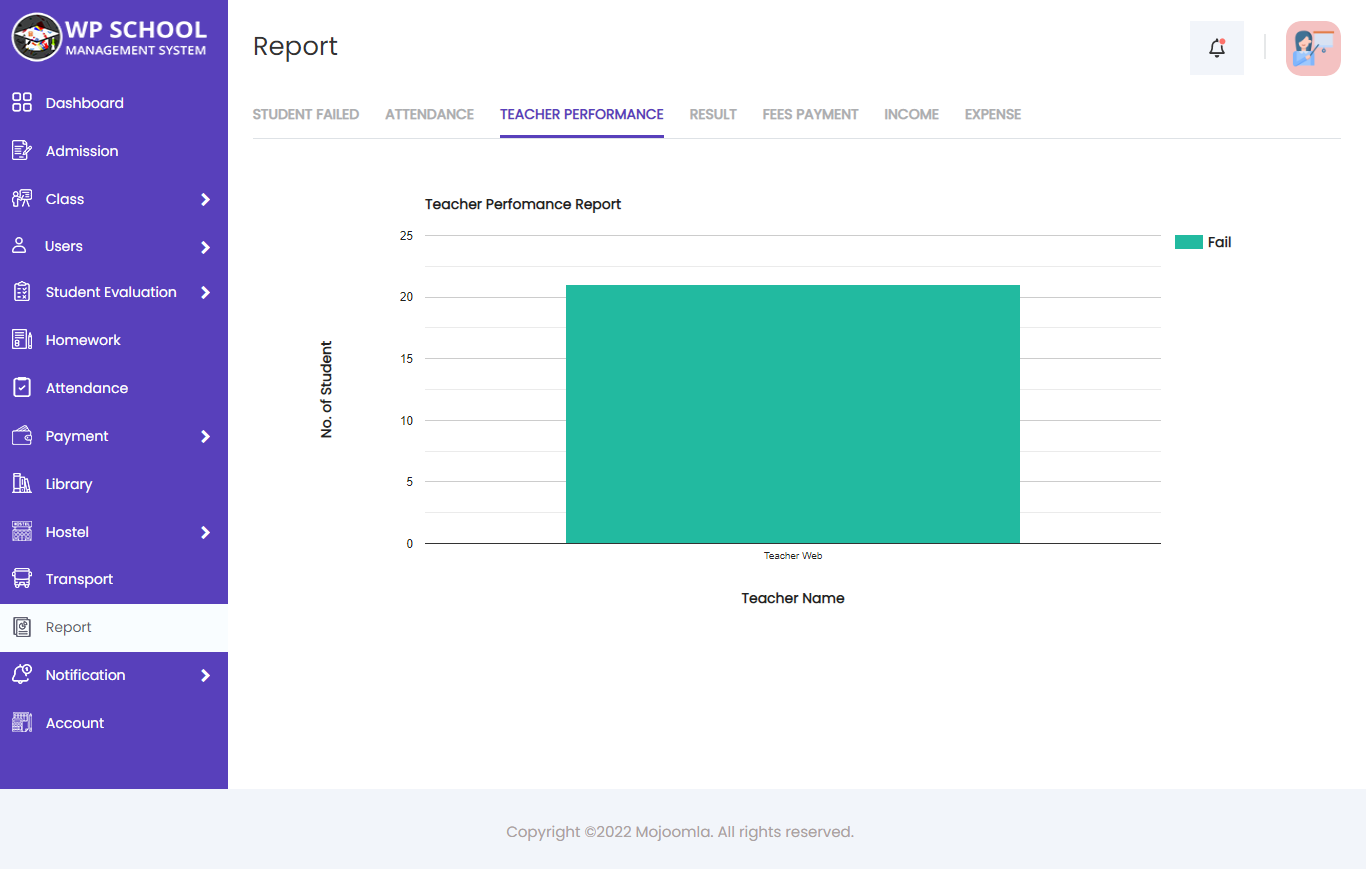 WP SCHOOL
MANAGEMENT SYSTEM
Dashboard
Admission
Class
Users
Student Evaluation
Homework
Attendance
Payment
Library
Hostel
Transport
Report
Notification
Account
Report
STUDENT FAILED ATTENDANCE TEACHER PERFORMANCE RESULT FEES PAYMENT INCOME EXPENSE
Teacher Perfomance Report
25
20
15
10
5
0
No. of Student
Teacher Web
Teacher Name
Fail
Copyright ©2022 Mojoomla. All rights reserved.